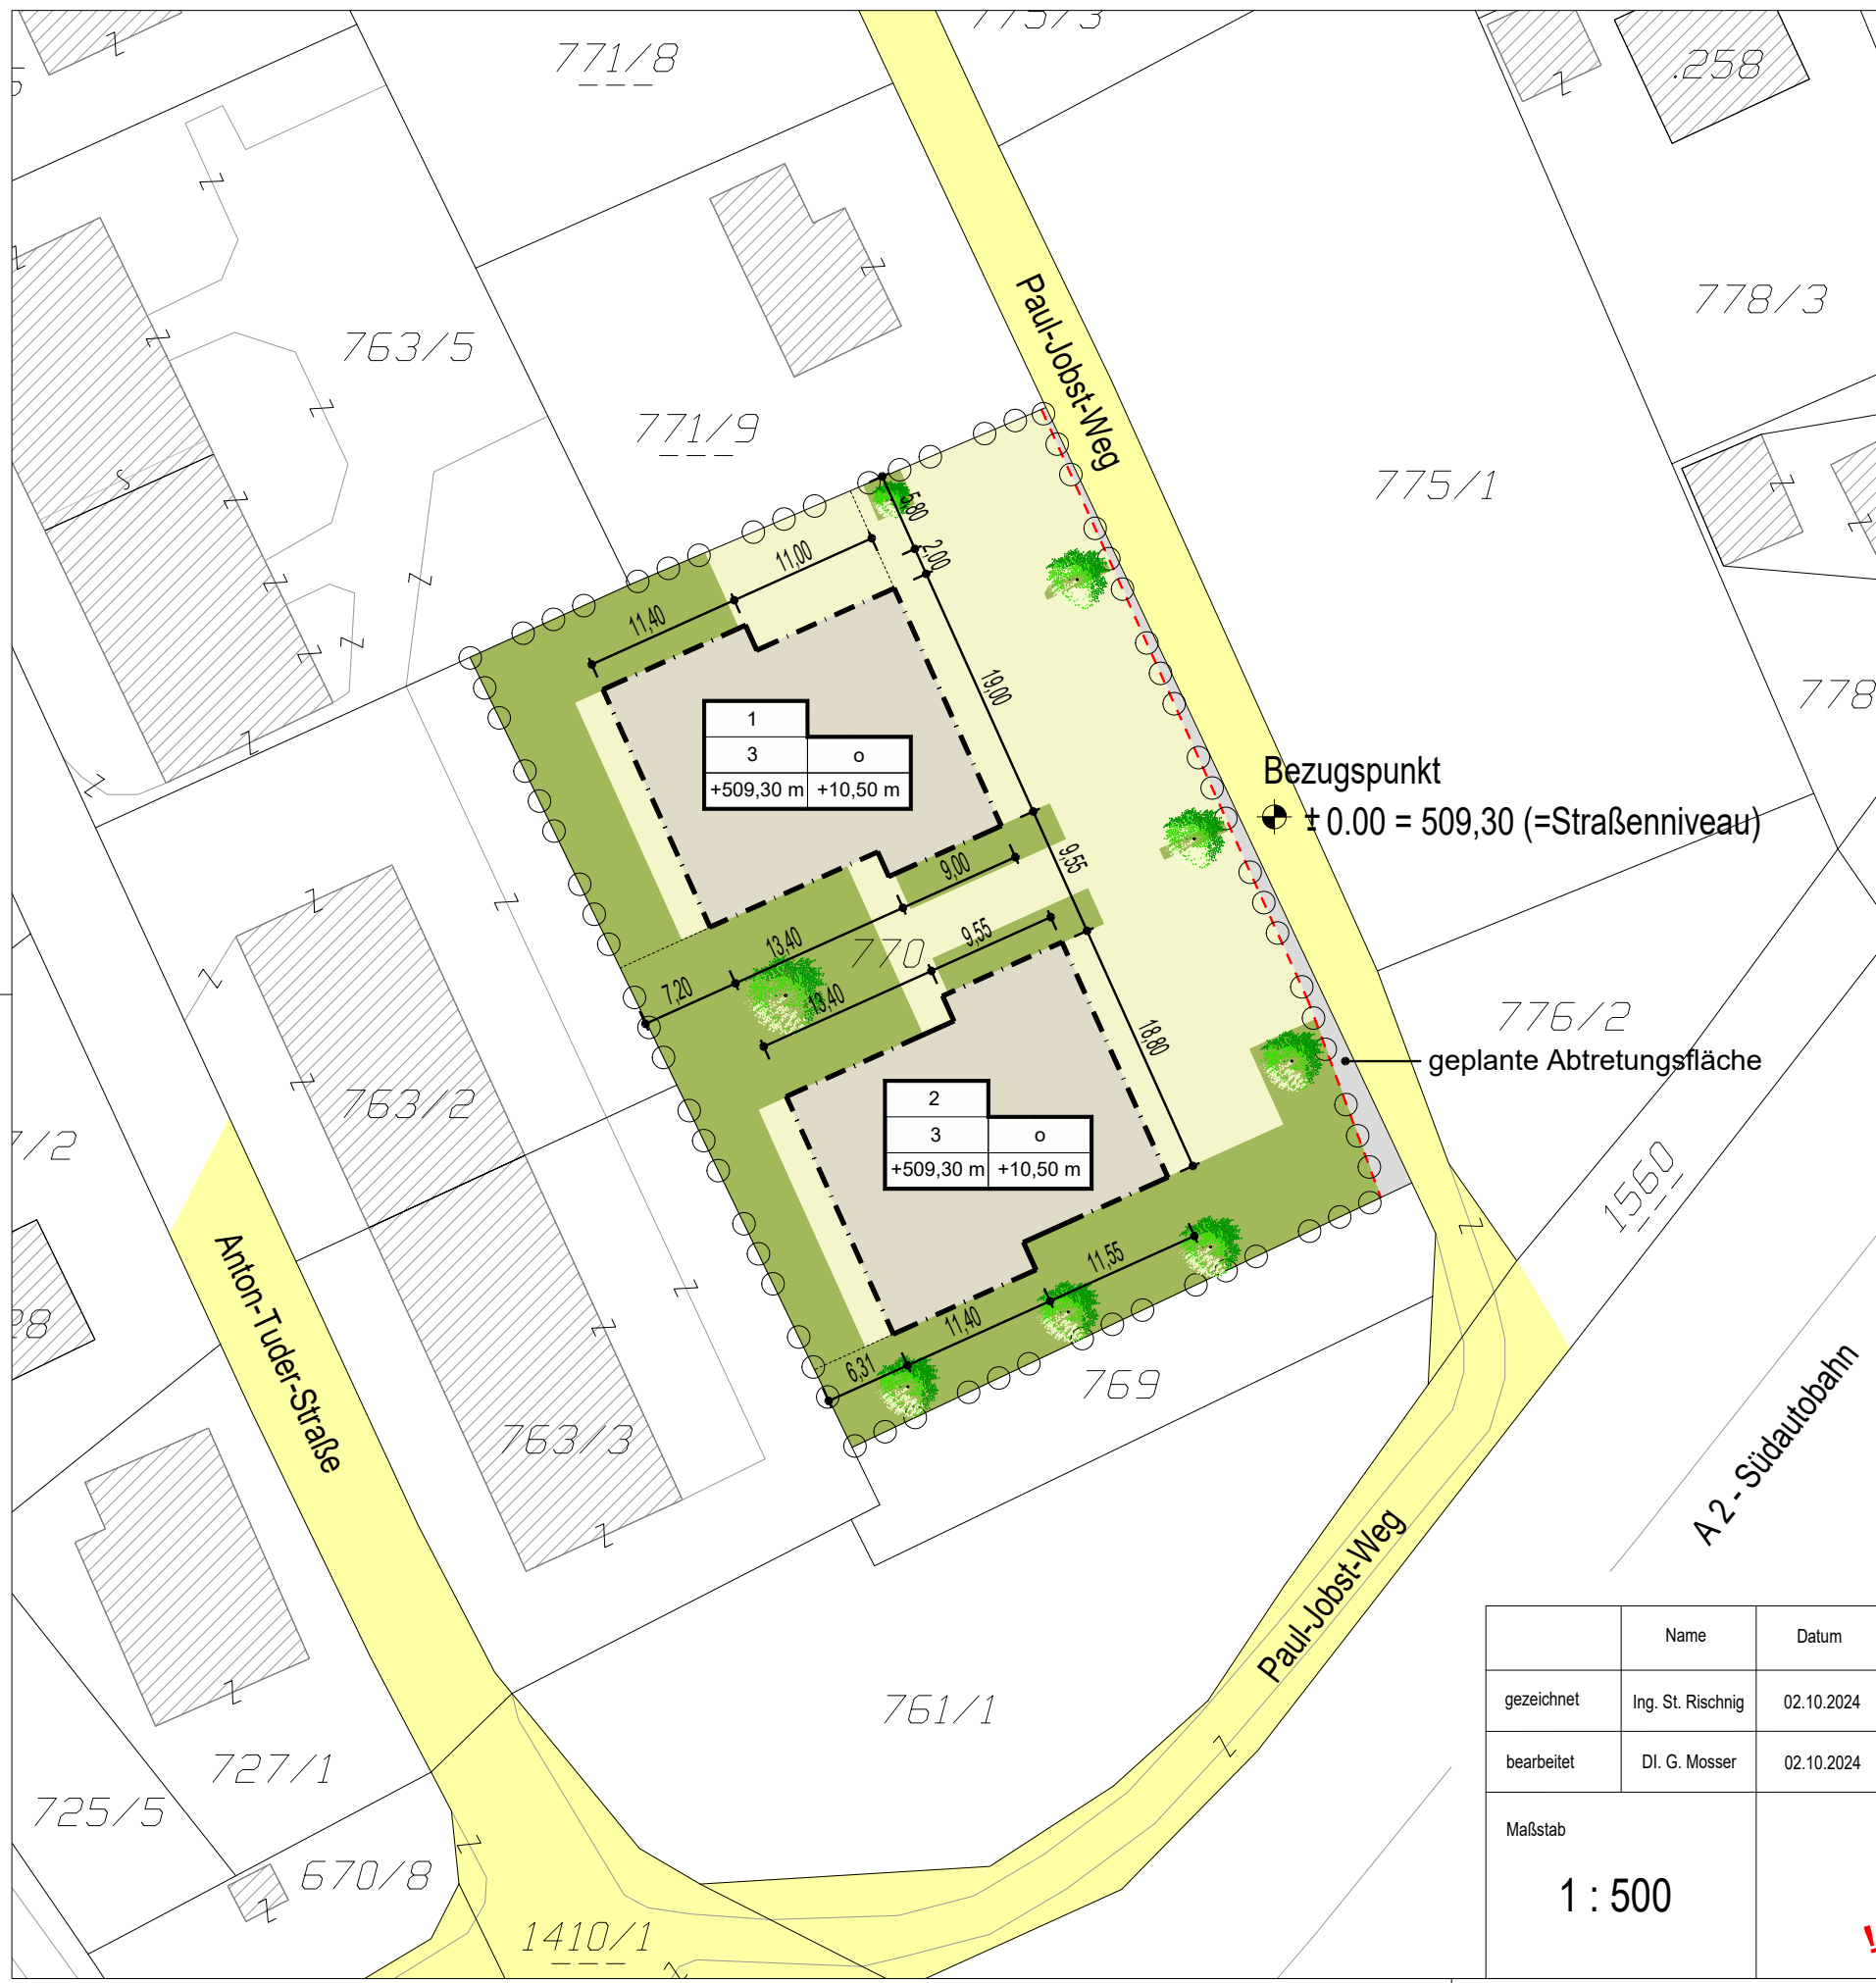 771/8
.258
778/3
763/5
771/9
775/1
Paul-Jobst-Weg
5,80
2,00
11,00
11,40
19,00
1
3 o
+509,30 m +10,50 m
Bezugspunkt
± 0.00 = 509,30 (=Straßenniveau)
778
9,00
9,55
13,40
770
9,55
7,20
13,40
18,80
776/2
geplante Abtretungsfläche
763/2
7/2
2
3 o
+509,30 m +10,50 m
1560
11,55
11,40
6,31
769
Anton-Tuder-Straße
763/3
A 2 - Südautobahn
Paul-Jobst-Weg
761/1
727/1
725/5
670/8
1410/1
Name Datum
gezeichnet Ing. St. Rischnig 02.10.2024
bearbeitet DI. G. Mosser 02.10.2024
Maßstab
1 : 500